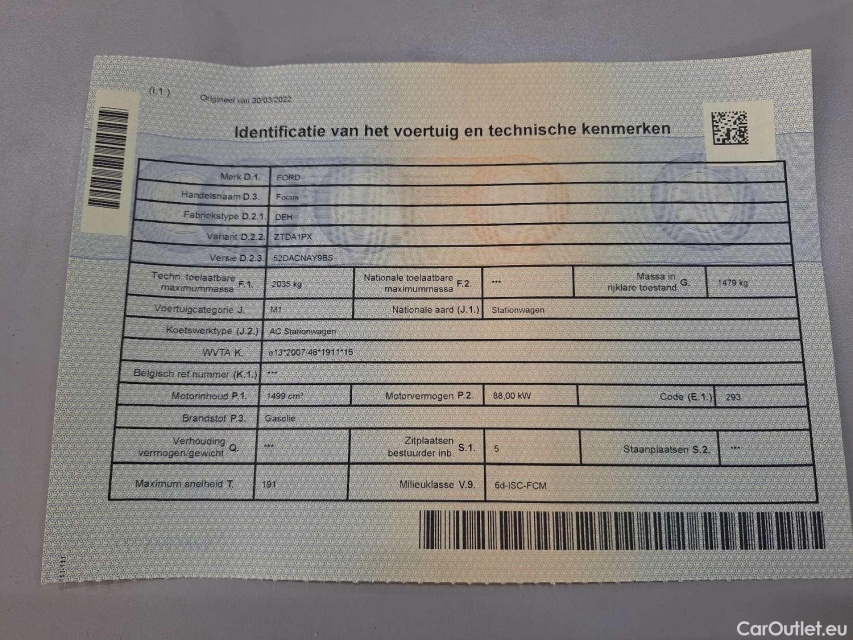 (I.1.)
Origineel van 30/03/2022
Identificatie van het voertuig en technische kenmerken
Merk D.1. FORD
Handelsnaam D.3. Focus
Fabriekstype D.2.1. DEH
Variant D.2.2. ZTDA1PX
Versie D.2.3. 52DACNAY9BS
Techn. toelaatbare maximummassa F.1. 2035 kg Nationale toelaatbare maximummassa F.2. *** Massa in rijklare toestand G. 1479 kg
Voertuigcategorie J. M1 Nationale aard (J.1.) Stationwagen
Koetswerktype (J.2.) AC Stationwagen
WVTA K. e13*2007/46*1911*15
Belgisch ref.nummer (K.1.) ***
Motorinhoud P.1. 1499 cm³ Motorvermogen P.2. 88,00 kW Code (E.1.) 293
Brandstof P.3. Gasolie
Verhouding vermogen/gewicht Q. *** Zitplaatsen bestuurder inb. S.1. 5 Staanplaatsen S.2. ***
Maximum snelheid T. 191 Milieuklasse V.9. 6d-ISC-FCM
CarOutlet.eu